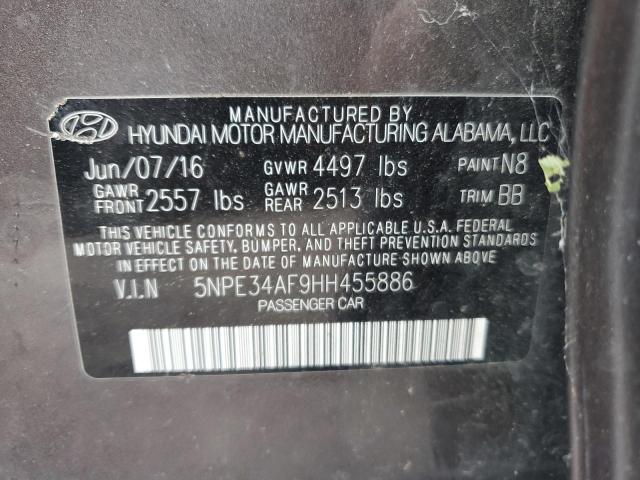 MANUFACTURED BY
HYUNDAI MOTOR MANUFACTURING ALABAMA, LLC
Jun/07/16 GVWR 4497 lbs PAINT N8
GAWR FRONT 2557 lbs GAWR REAR 2513 lbs TRIM BB
THIS VEHICLE CONFORMS TO ALL APPLICABLE U.S.A. FEDERAL
MOTOR VEHICLE SAFETY, BUMPER, AND THEFT PREVENTION STANDARDS
IN EFFECT ON THE DATE OF MANUFACTURE SHOWN ABOVE
V.I.N 5NPE34AF9HH455886
PASSENGER CAR